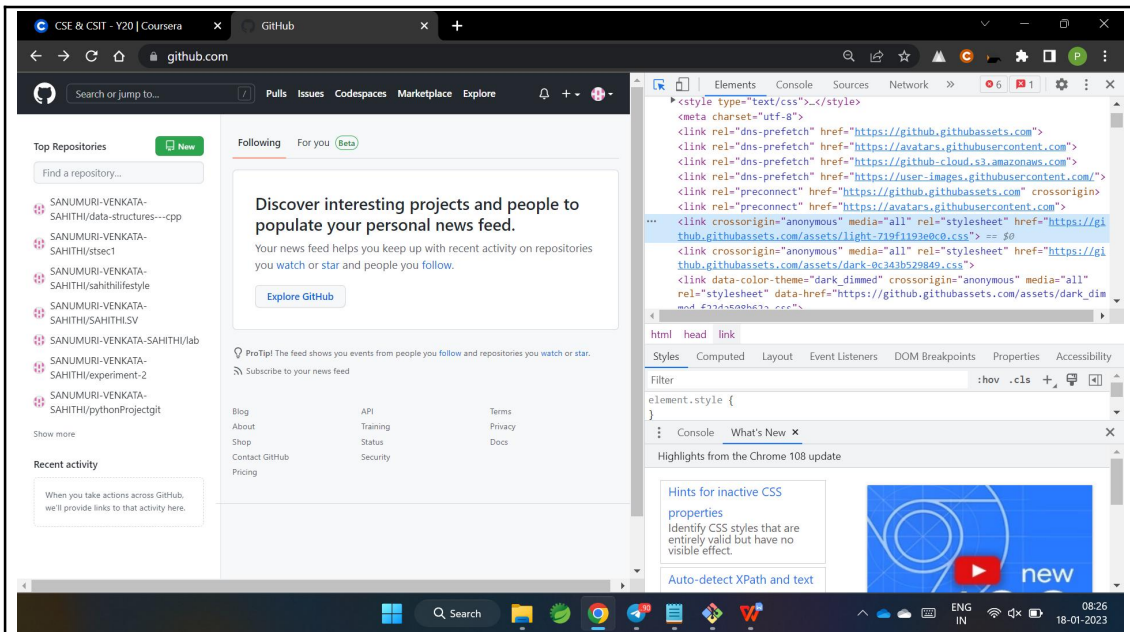 CSE & CSIT - Y20 | Coursera
GitHub
github.com
P
Search or jump to...
/
Pulls Issues Codespaces Marketplace Explore
Top Repositories
New
Find a repository...
SANUMURI-VENKATA-
SAHITHI/data-structures---cpp
SANUMURI-VENKATA-
SAHITHI/stsec1
SANUMURI-VENKATA-
SAHITHI/sahithilifestyle
SANUMURI-VENKATA-
SAHITHI/SAHITHI.SV
SANUMURI-VENKATA-SAHITHI/lab
SANUMURI-VENKATA-
SAHITHI/experiment-2
SANUMURI-VENKATA-
SAHITHI/pythonProjectgit
Show more
Recent activity
When you take actions across GitHub,
we'll provide links to that activity here.
Following For you Beta
Discover interesting projects and people to
populate your personal news feed.
Your news feed helps you keep up with recent activity on repositories
you watch or star and people you follow.
Explore GitHub
ProTip! The feed shows you events from people you follow and repositories you watch or star.
Subscribe to your news feed
Blog API Terms
About Training Privacy
Shop Status Docs
Contact GitHub Security
Pricing
Elements Console Sources Network » 6 1
<style type="text/css">…</style>
<meta charset="utf-8">
<link rel="dns-prefetch" href="https://github.githubassets.com">
<link rel="dns-prefetch" href="https://avatars.githubusercontent.com">
<link rel="dns-prefetch" href="https://github-cloud.s3.amazonaws.com">
<link rel="dns-prefetch" href="https://user-images.githubusercontent.com/">
<link rel="preconnect" href="https://github.githubassets.com" crossorigin>
<link rel="preconnect" href="https://avatars.githubusercontent.com">
<link crossorigin="anonymous" media="all" rel="stylesheet" href="https://gi
thub.githubassets.com/assets/light-719f1193e0c0.css"> == $0
<link crossorigin="anonymous" media="all" rel="stylesheet" href="https://gi
thub.githubassets.com/assets/dark-0c343b529849.css">
<link data-color-theme="dark_dimmed" crossorigin="anonymous" media="all"
rel="stylesheet" data-href="https://github.githubassets.com/assets/dark_dim
med-f22da508b62a.css">
html head link
Styles Computed Layout Event Listeners DOM Breakpoints Properties Accessibility
Filter :hov .cls +
element.style {
}
Console What's New ×
Highlights from the Chrome 108 update
Hints for inactive CSS
properties
Identify CSS styles that are
entirely valid but have no
visible effect.
Auto-detect XPath and text
new
Search
ENG
IN
08:26
18-01-2023